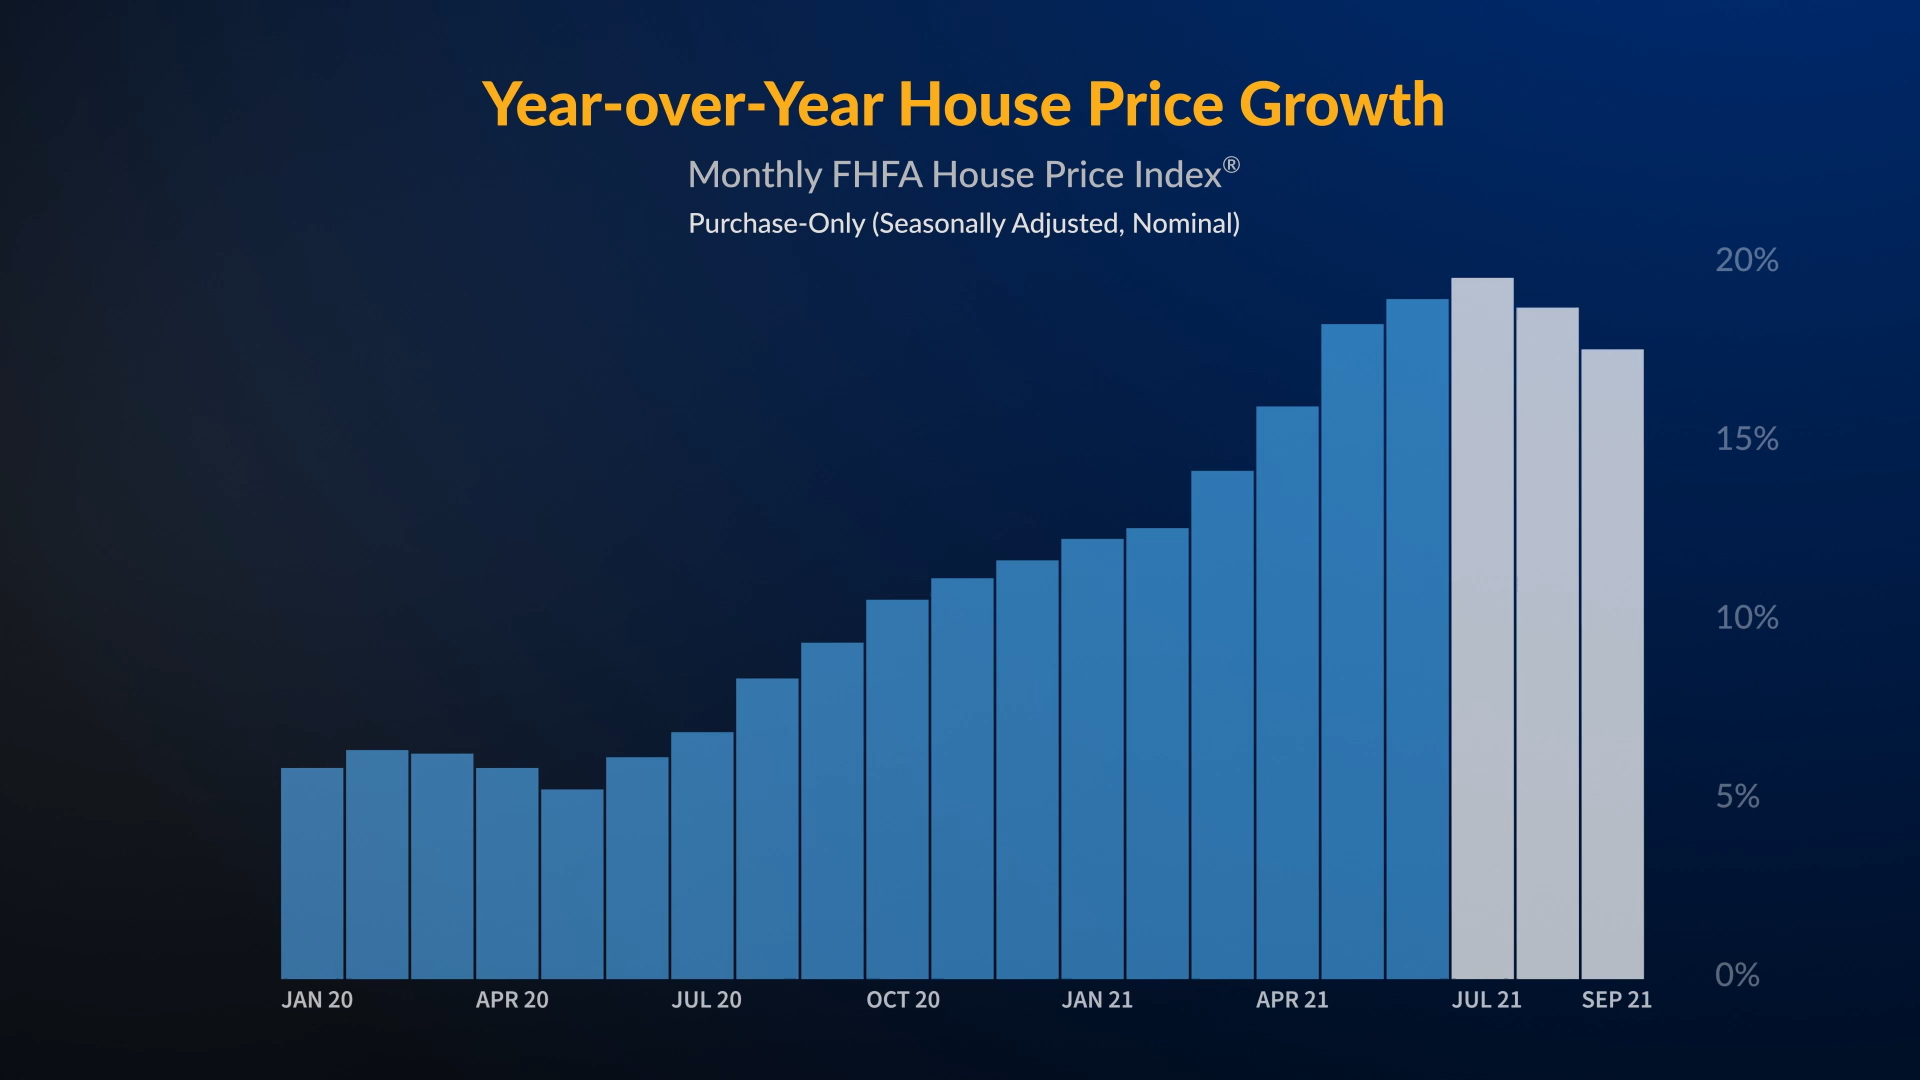 Year-over-Year House Price Growth
Monthly FHFA House Price Index®
Purchase-Only (Seasonally Adjusted, Nominal)
20%
15%
10%
5%
0%
JAN 20 APR 20 JUL 20 OCT 20 JAN 21 APR 21 JUL 21 SEP 21